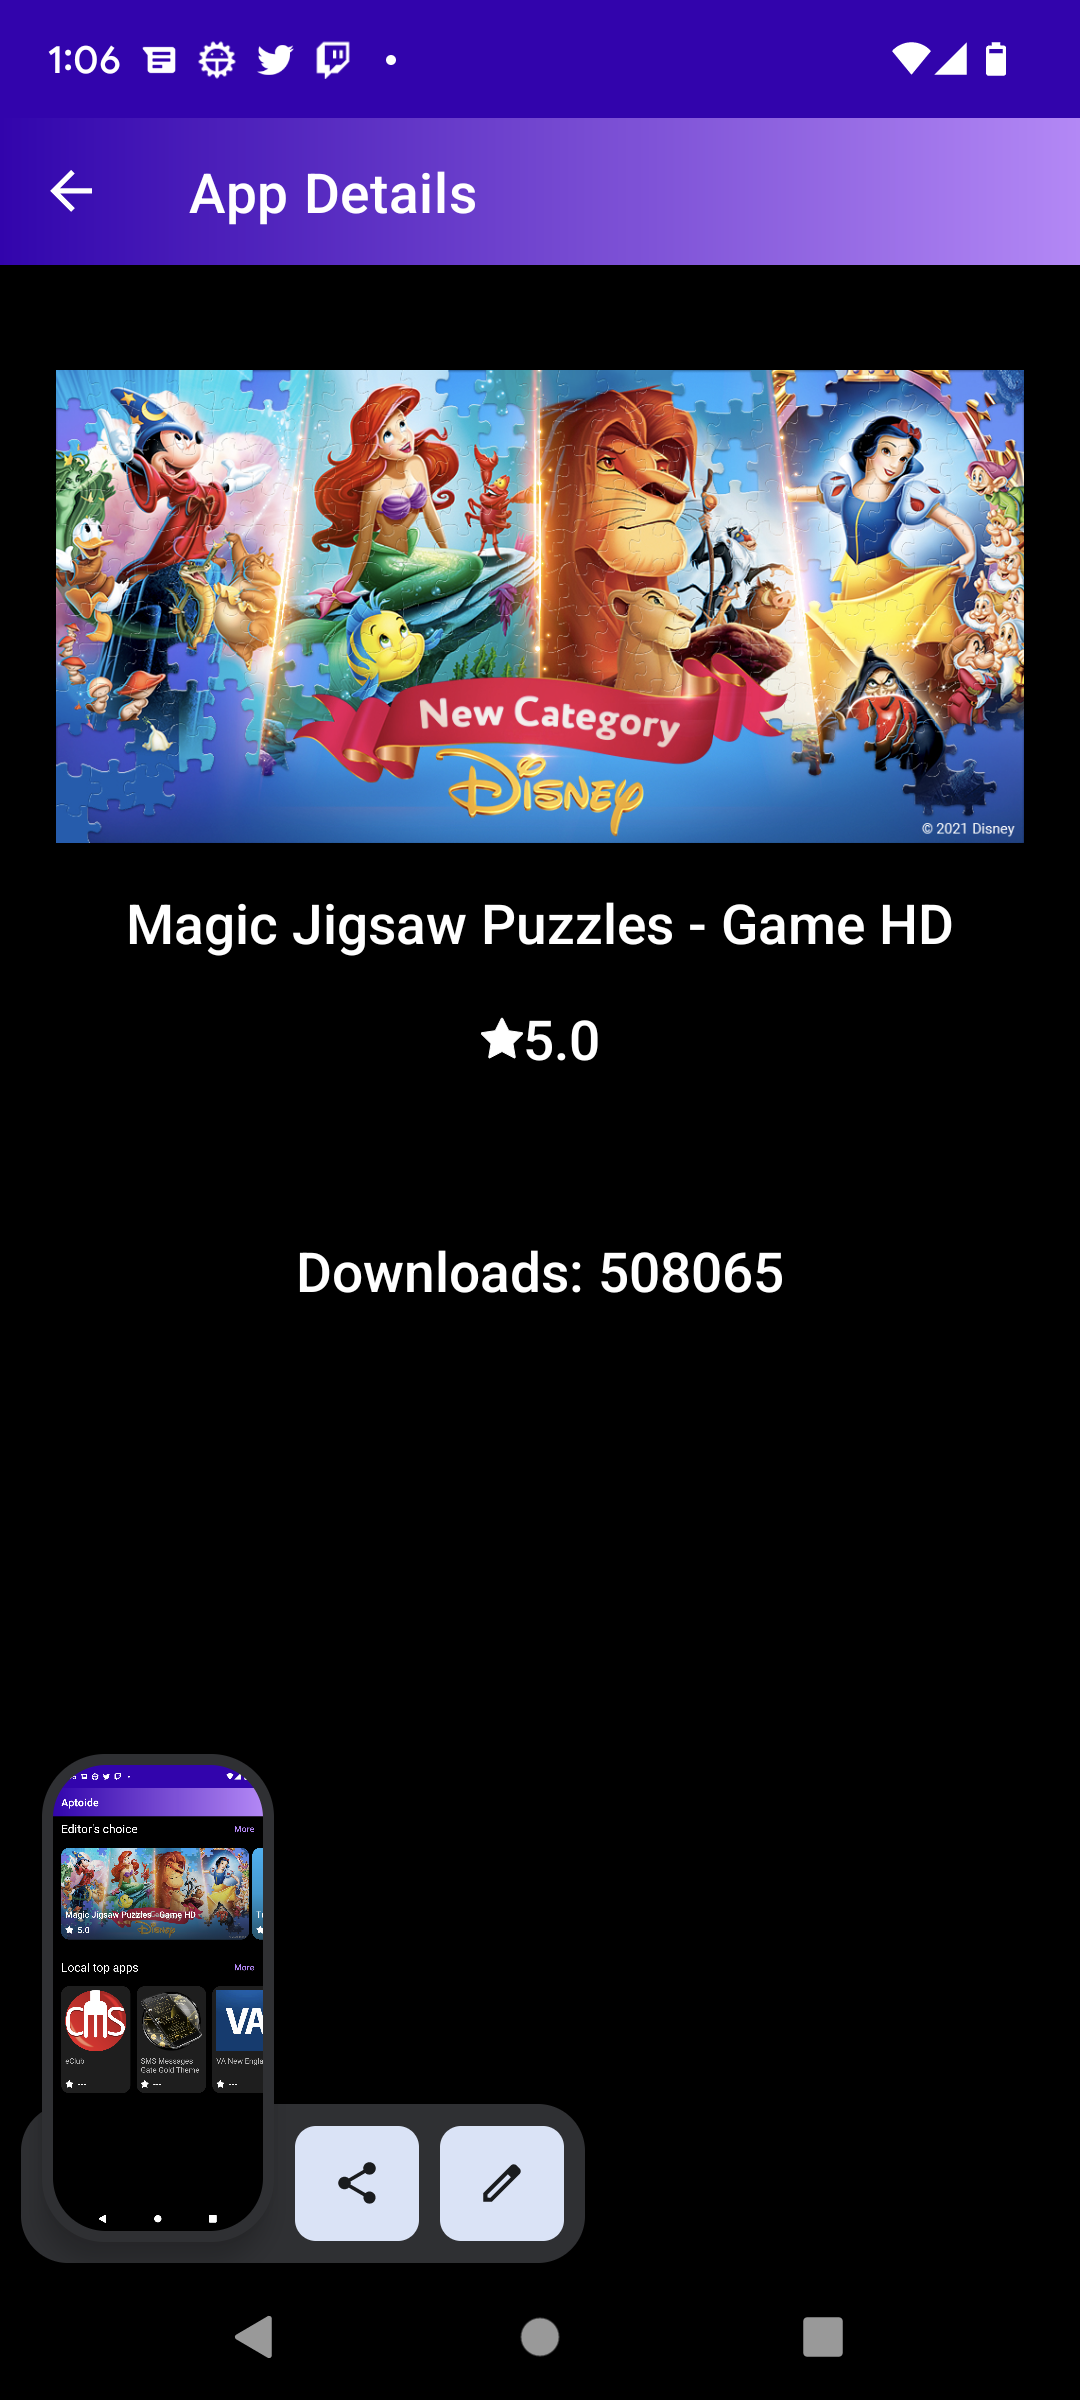 1:06
App Details
New Category
Disney
© 2021 Disney
Magic Jigsaw Puzzles - Game HD
5.0
Downloads: 508065
Aptoide
Editor's choice
More
Magic Jigsaw Puzzles - Game HD
5.0
Disney
Local top apps
More
CMS
VA
eClub
SMS Messages
Gate Gold Theme
VA New Engla
---
---
---